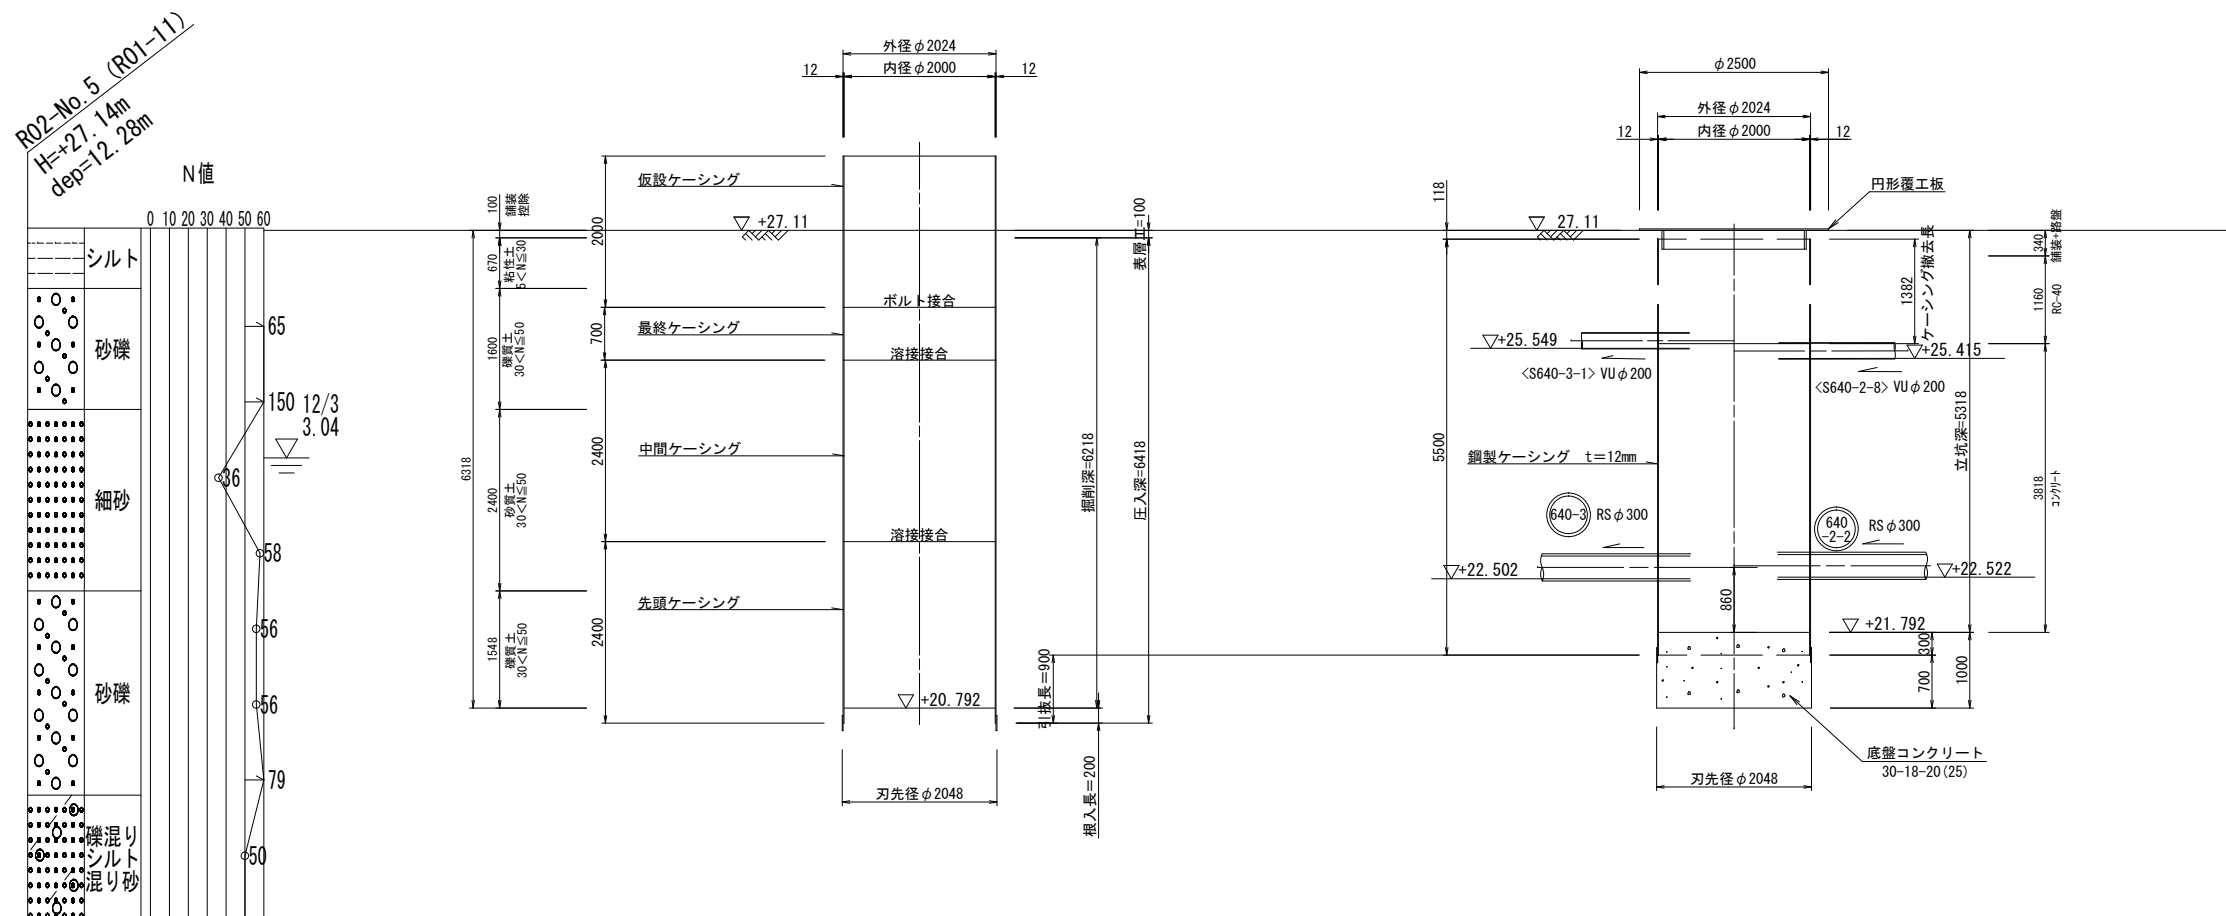 R02-No.5 (R01-11)
H=+27.14m
dep=12.28m
N値
0 10 20 30 40 50 60
シルト
砂礫
細砂
砂礫
礫混り
シルト
混り砂
65
150
12/3
3.04
36
58
56
56
79
50
6318
100
舗装
控除
670
粘性土
5<N≦30
1600
礫質土
30<N≦50
2400
砂質土
30<N≦50
1548
礫質土
30<N≦50
2000
700
2400
2400
外径φ2024
12
内径φ2000
12
仮設ケーシング
+27.11
ボルト接合
最終ケーシング
溶接接合
中間ケーシング
溶接接合
先頭ケーシング
+20.792
刃先径φ2048
表層工=100
掘削深=6218
圧入深=6418
引抜長=900
根入長=200
φ2500
外径φ2024
12
内径φ2000
12
円形覆工板
118
27.11
5500
+25.549
<S640-3-1> VUφ200
+25.415
<S640-2-8> VUφ200
1382
ケーシング撤去長
鋼製ケーシング t=12mm
640-3
RSφ300
640
-2-2
RSφ300
+22.502
+22.522
860
+21.792
300
700
1000
立坑深=5318
340
舗装+路盤
1160
RC-40
3818
コンクリート
底盤コンクリート
30-18-20(25)
刃先径φ2048